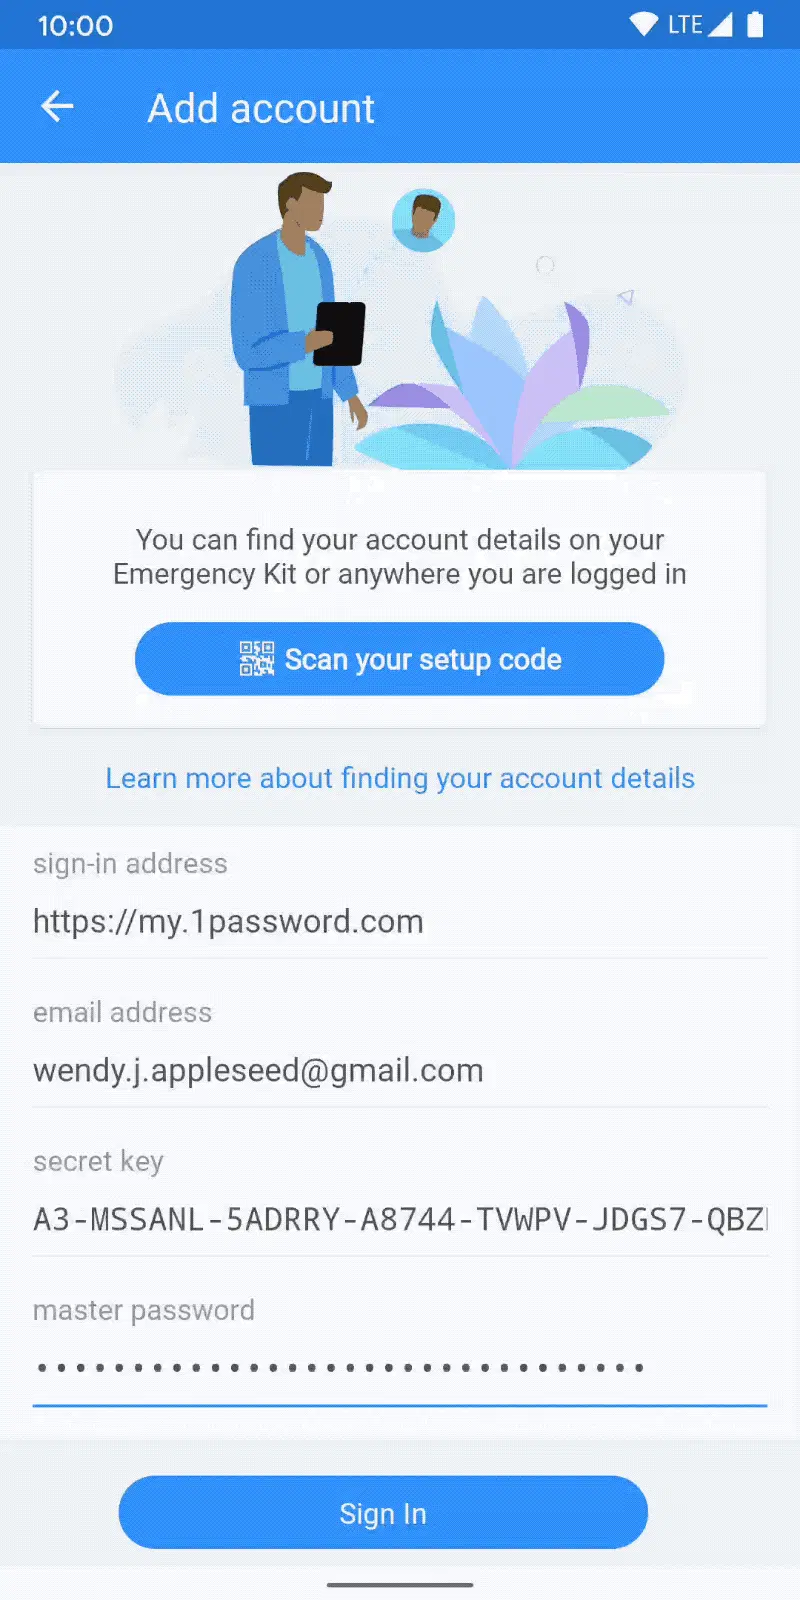 10:00 LTE
Add account
You can find your account details on your
Emergency Kit or anywhere you are logged in
Scan your setup code
Learn more about finding your account details
sign-in address
https://my.1password.com
email address
wendy.j.appleseed@gmail.com
secret key
A3-MSSANL-5ADRRY-A8744-TVWPV-JDGS7-QBZ
master password
•••••••••••••••••••••••••••••••••
Sign In